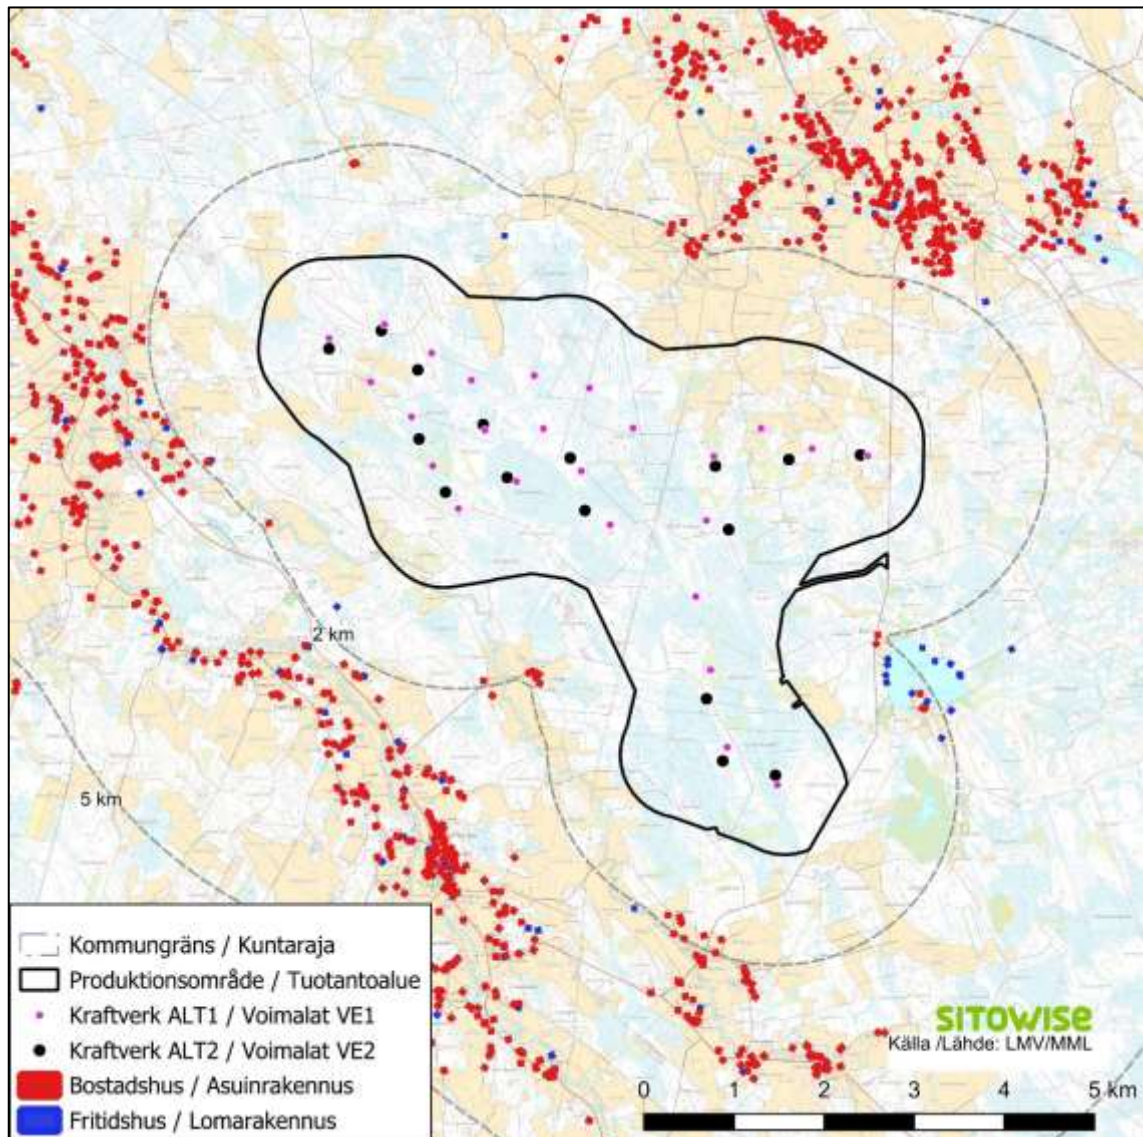 2 km
5 km
Kommungräns / Kuntaraja
Produktionsområde / Tuotantoalue
Kraftverk ALT1 / Voimalat VE1
Kraftverk ALT2 / Voimalat VE2
Bostadshus / Asuinrakennus
Fritidshus / Lomarakennus
SITOWISE
Källa /Lähde: LMV/MML
0 1 2 3 4 5 km